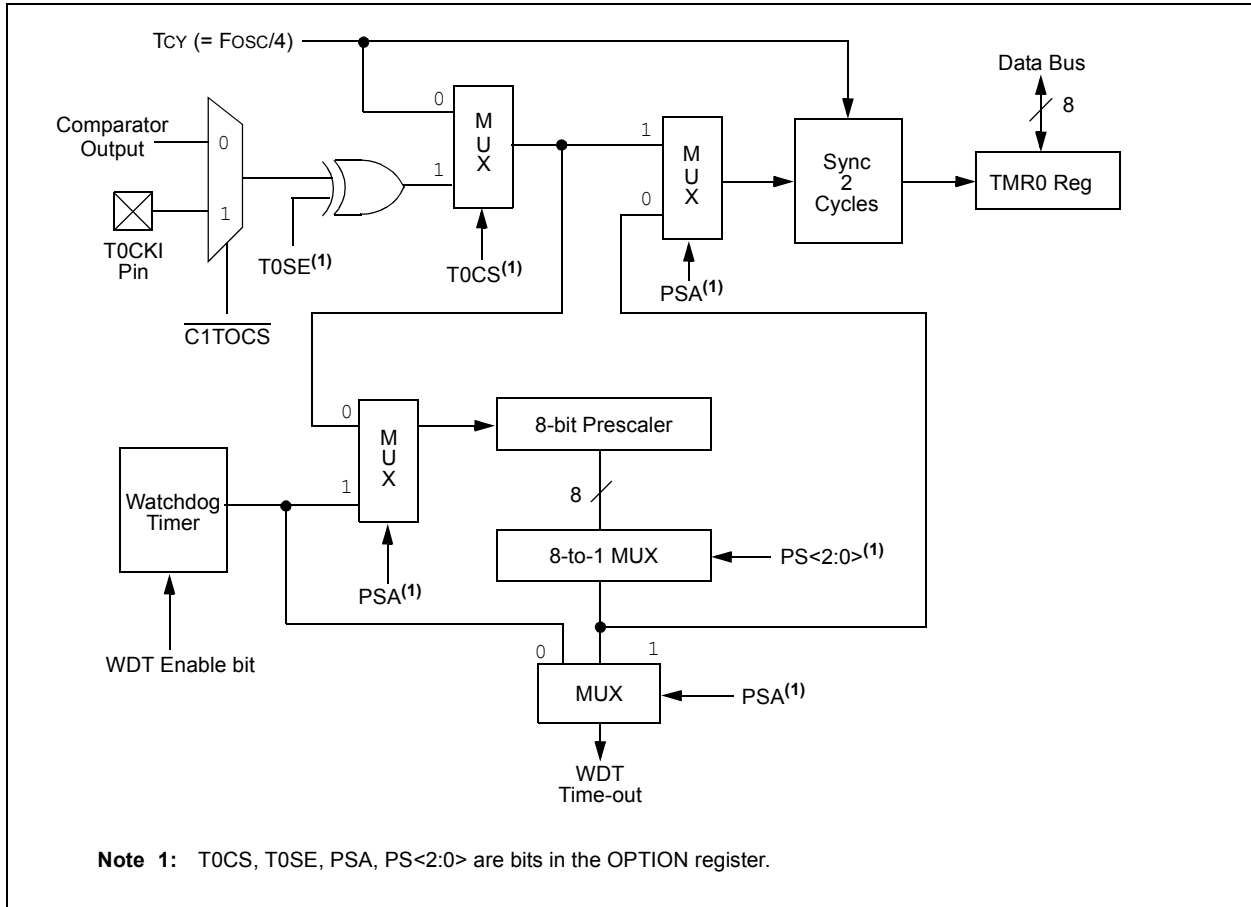 TCY (= FOSC/4)
Data Bus
8
0
M
U
X
1
Comparator
Output
0
1
T0CKI
Pin
T0SE(1)
T0CS(1)
C1TOCS
1
M
U
X
0
PSA(1)
Sync
2
Cycles
TMR0 Reg
0
M
U
X
1
8-bit Prescaler
Watchdog
Timer
8
8-to-1 MUX
PS<2:0>(1)
PSA(1)
WDT Enable bit
0
1
MUX
PSA(1)
WDT
Time-out
Note 1: T0CS, T0SE, PSA, PS<2:0> are bits in the OPTION register.